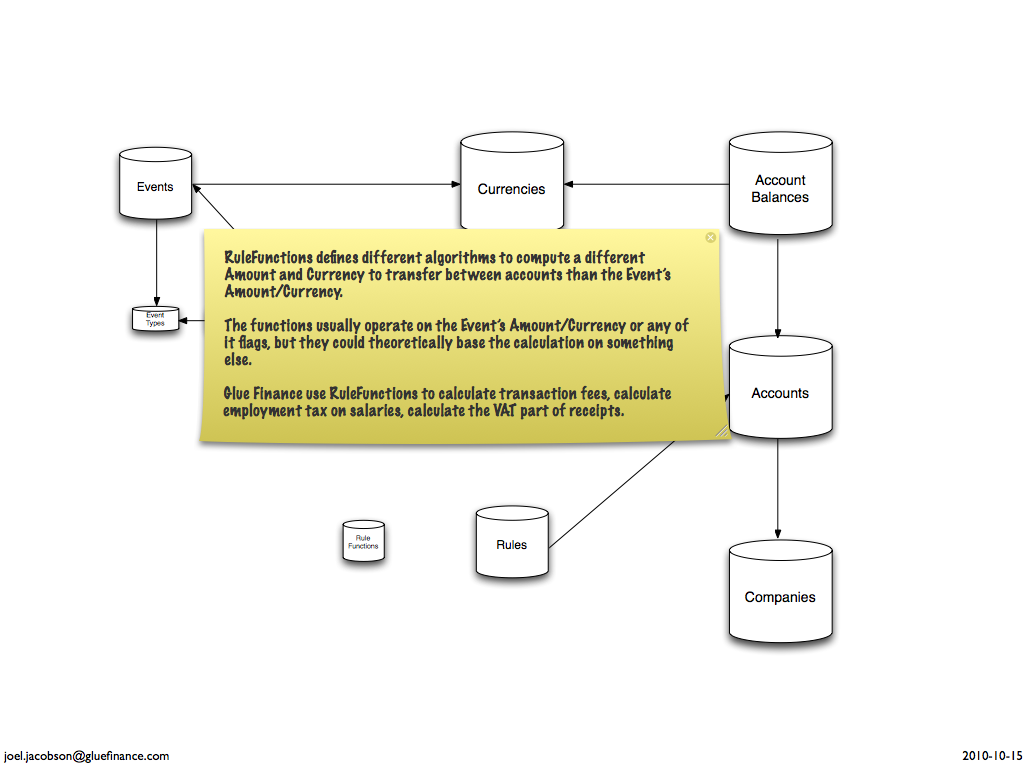 Events
Currencies
Account
Balances
RuleFunctions defines different algorithms to compute a different
Amount and Currency to transfer between accounts than the Event's
Amount/Currency.
The functions usually operate on the Event's Amount/Currency or any of
it flags, but they could theoretically base the calculation on something
else.
Glue Finance use RuleFunctions to calculate transaction fees, calculate
employment tax on salaries, calculate the VAT part of receipts.
Event
Types
Accounts
Rule
Functions
Rules
Companies
joel.jacobson@gluefinance.com
2010-10-15